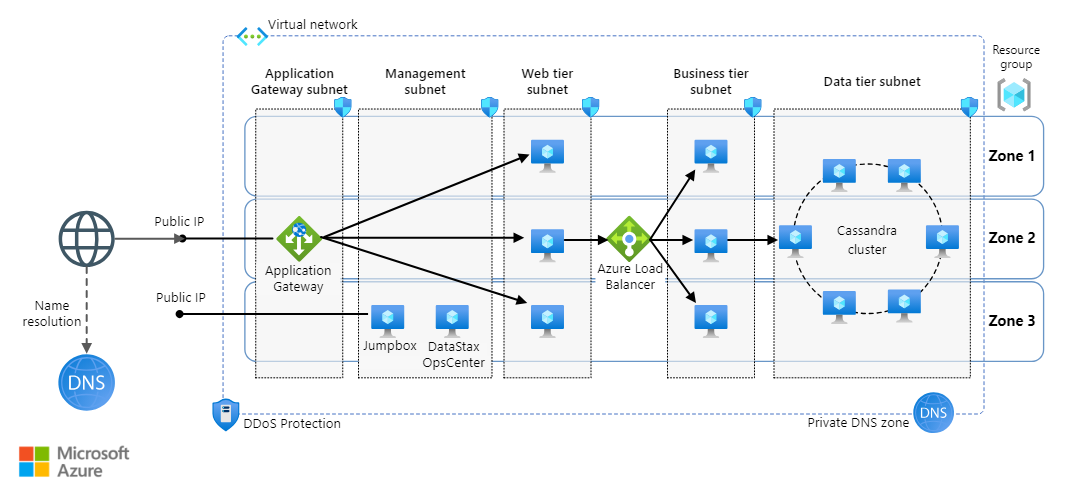 Virtual network
Resource
group
Application
Gateway subnet
Management
subnet
Web tier
subnet
Business tier
subnet
Data tier subnet
Zone 1
Public IP
Application
Gateway
Azure Load
Balancer
Cassandra
cluster
Zone 2
Name
resolution
Public IP
Jumpbox
DataStax
OpsCenter
Zone 3
DNS
DDoS Protection
Private DNS zone
DNS
Microsoft
Azure